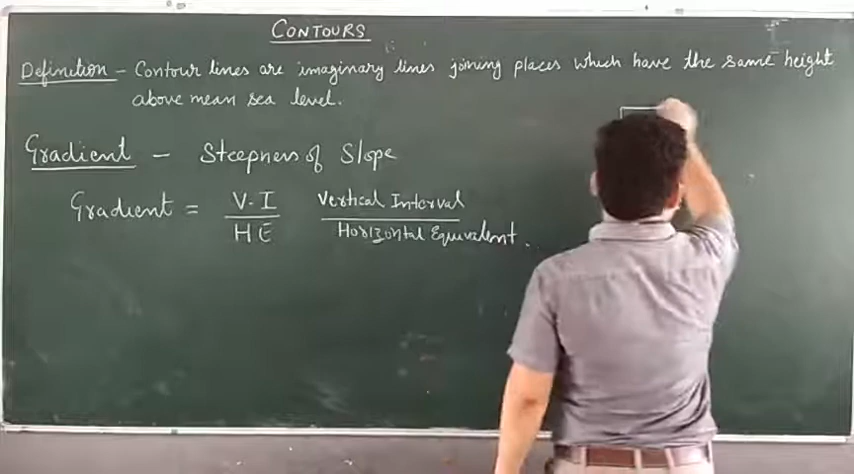 CONTOURS
Definition - Contour lines are imaginary lines joining places which have the same height
above mean sea level.
Gradient - Steepness of Slope
Gradient = V.I / HE Vertical Interval / Horizontal Equivalent.